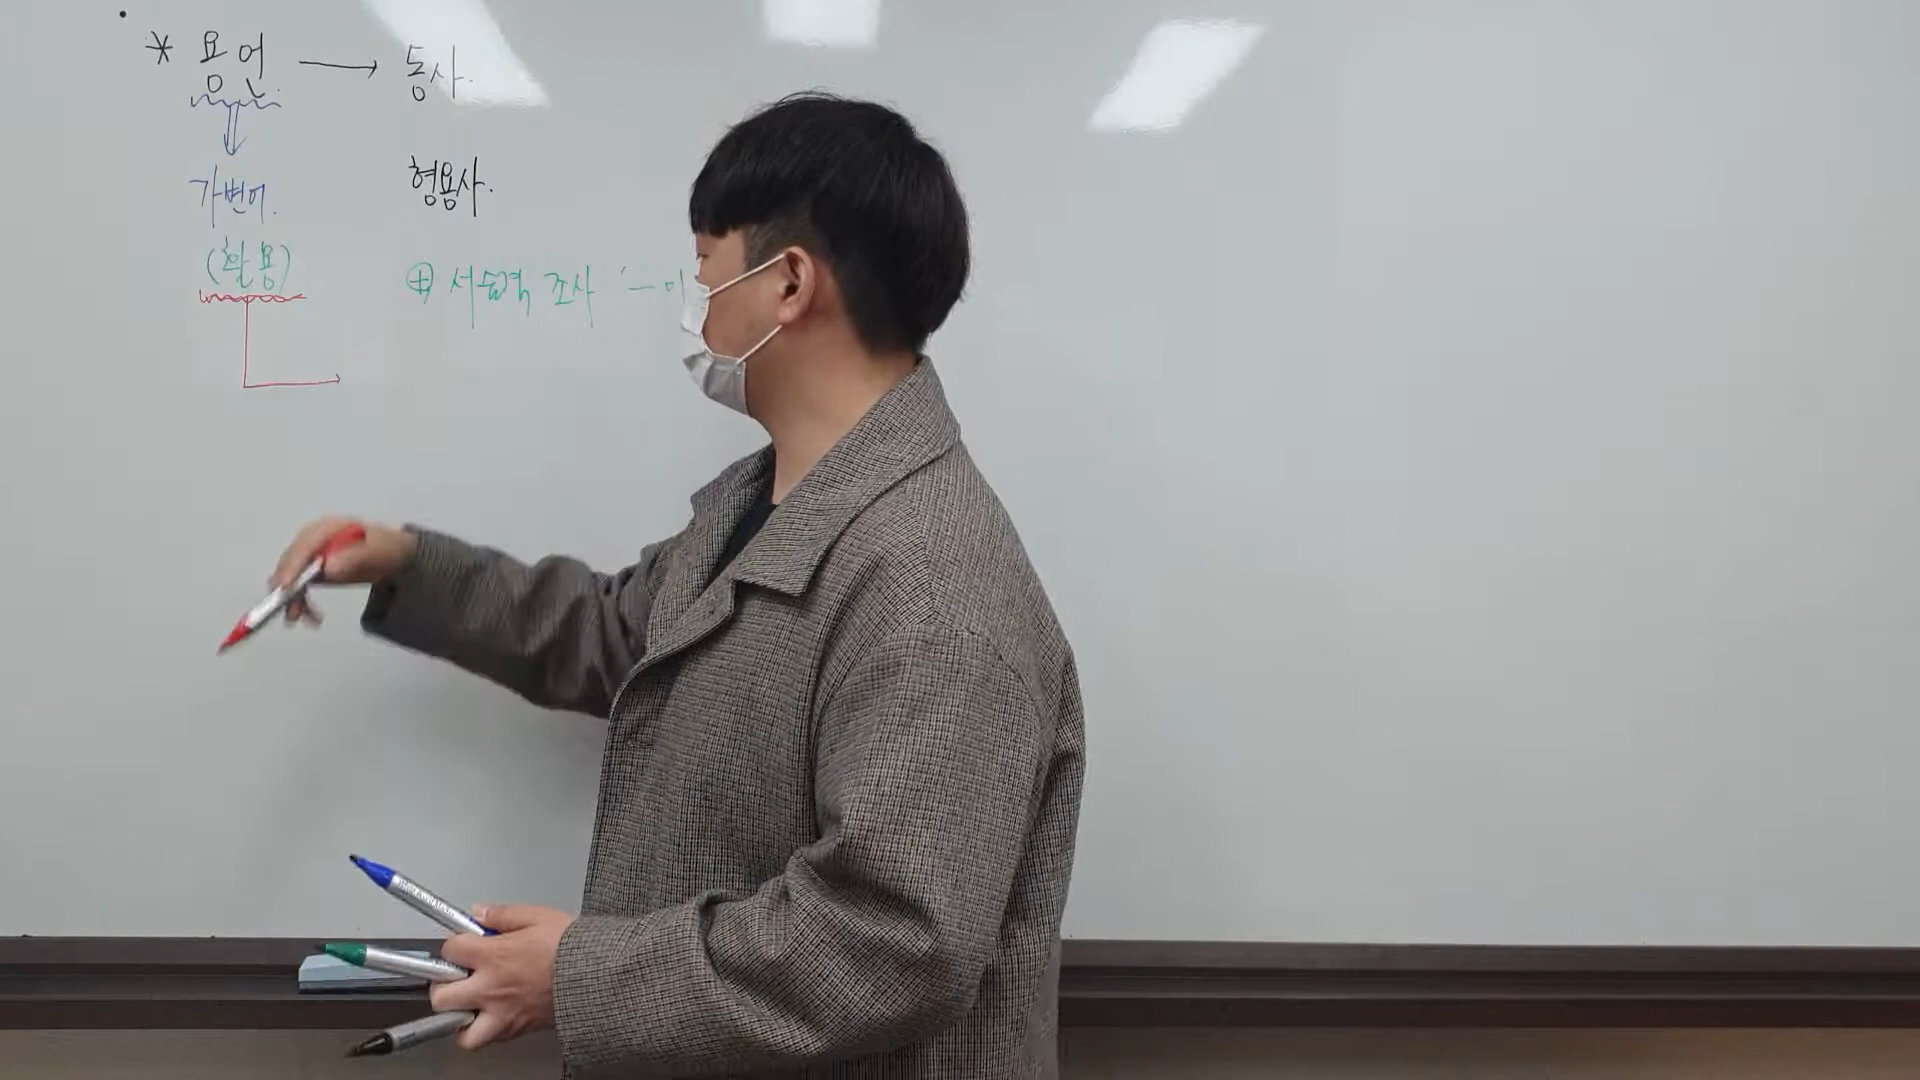 * 용언 → 동사.
형용사.
가변어.
(활용)
⊕ 서술격 조사 '-이